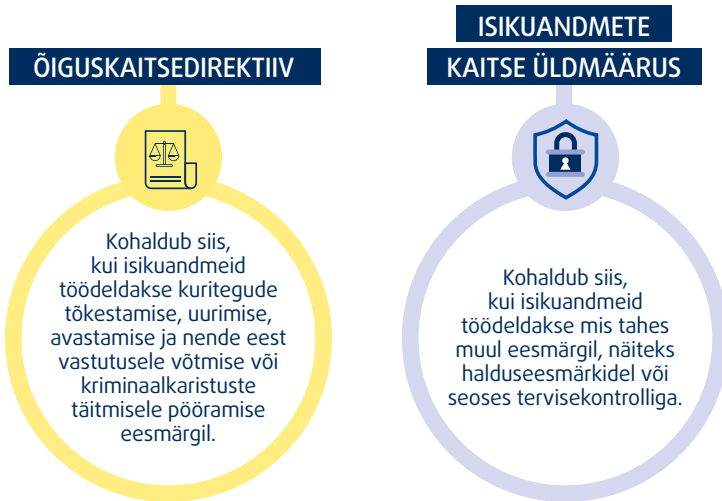 ÕIGUSKAITSEDIREKTIIV
Kohaldub siis,
kui isikuandmeid
töödeldakse kuritegude
tõkestamise, uurimise,
avastamise ja nende eest
vastutusele võtmise või
kriminaalkaristuste
täitmisele pööramise
eesmärgil.
ISIKUANDMETE
KAITSE ÜLDMÄÄRUS
Kohaldub siis,
kui isikuandmeid
töödeldakse mis tahes
muul eesmärgil, näiteks
halduseesmärkidel või
seoses tervisekontrolliga.